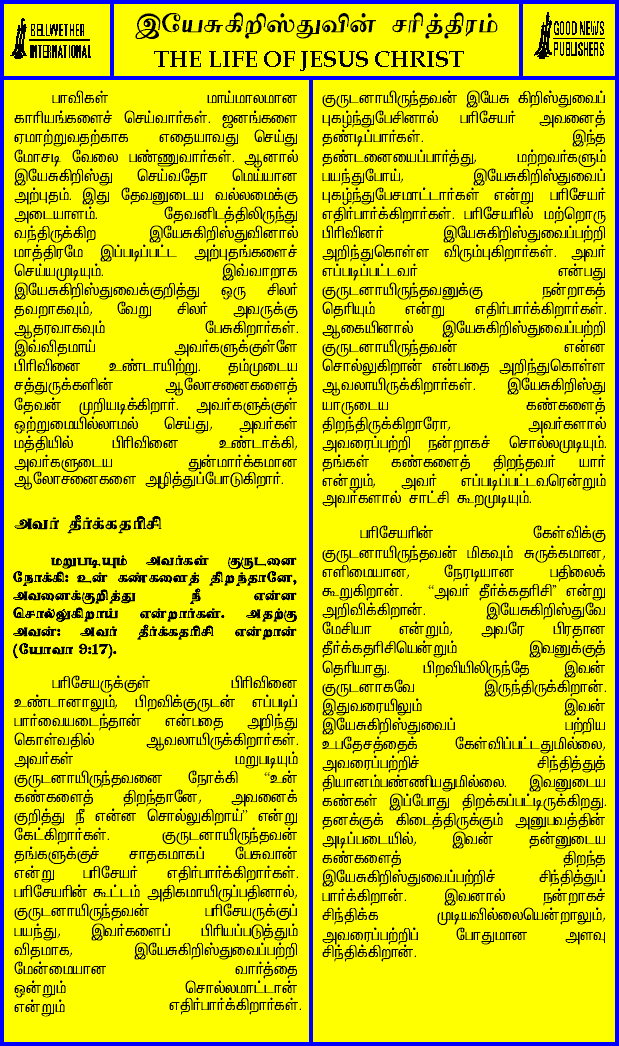 BELLWETHER
INTERNATIONAL
இயேசுகிறிஸ்துவின் சரித்திரம்
THE LIFE OF JESUS CHRIST
GOOD NEWS
PUBLISHERS
பாவிகள் மாய்மாலமான
காரியங்களைச் செய்வார்கள். ஜனங்களை
ஏமாற்றுவதற்காக எதையாவது செய்து
மோசடி வேலை பண்ணுவார்கள். ஆனால்
இயேசுகிறிஸ்து செய்வதோ மெய்யான
அற்புதம். இது தேவனுடைய வல்லமைக்கு
அடையாளம். தேவனிடத்திலிருந்து
வந்திருக்கிற இயேசுகிறிஸ்துவினால்
மாத்திரமே இப்படிப்பட்ட அற்புதங்களைச்
செய்யமுடியும். இவ்வாறாக
இயேசுகிறிஸ்துவைக்குறித்து ஒரு சிலர்
தவறாகவும், வேறு சிலர் அவருக்கு
ஆதரவாகவும் பேசுகிறார்கள்.
இவ்விதமாய் அவர்களுக்குள்ளே
பிரிவினை உண்டாயிற்று. தம்முடைய
சத்துருக்களின் ஆலோசனைகளைத்
தேவன் முறியடிக்கிறார். அவர்களுக்குள்
ஒற்றுமையில்லாமல் செய்து, அவர்கள்
மத்தியில் பிரிவினை உண்டாக்கி,
அவர்களுடைய துன்மார்க்கமான
ஆலோசனைகளை அழித்துப்போடுகிறார்.
அவர் தீர்க்கதரிசி
மறுபடியும் அவர்கள் குருடனை
நோக்கி: உன் கண்களைத் திறந்தானே,
அவனைக்குறித்து நீ என்ன
சொல்லுகிறாய் என்றார்கள். அதற்கு
அவன்: அவர் தீர்க்கதரிசி என்றான்
(யோவா 9:17).
பரிசேயருக்குள் பிரிவினை
உண்டானாலும், பிறவிக்குருடன் எப்படிப்
பார்வையடைந்தான் என்பதை அறிந்து
கொள்வதில் ஆவலாயிருக்கிறார்கள்.
அவர்கள் மறுபடியும்
குருடனாயிருந்தவனை நோக்கி “உன்
கண்களைத் திறந்தானே, அவனைக்
குறித்து நீ என்ன சொல்லுகிறாய்” என்று
கேட்கிறார்கள். குருடனாயிருந்தவன்
தங்களுக்குச் சாதகமாகப் பேசுவான்
என்று பரிசேயர் எதிர்பார்க்கிறார்கள்.
பரிசேயரின் கூட்டம் அதிகமாயிருப்பதினால்,
குருடனாயிருந்தவன் பரிசேயருக்குப்
பயந்து, இவர்களைப் பிரியப்படுத்தும்
விதமாக, இயேசுகிறிஸ்துவைப்பற்றி
மேன்மையான வார்த்தை
ஒன்றும் சொல்லமாட்டான்
என்றும் எதிர்பார்க்கிறார்கள்.
குருடனாயிருந்தவன் இயேசு கிறிஸ்துவைப்
புகழ்ந்துபேசினால் பரிசேயர் அவனைத்
தண்டிப்பார்கள். இந்த
தண்டனையைப்பார்த்து, மற்றவர்களும்
பயந்துபோய், இயேசுகிறிஸ்துவைப்
புகழ்ந்துபேசமாட்டார்கள் என்று பரிசேயர்
எதிர்பார்க்கிறார்கள். பரிசேயரில் மற்றொரு
பிரிவினர் இயேசுகிறிஸ்துவைப்பற்றி
அறிந்துகொள்ள விரும்புகிறார்கள். அவர்
எப்படிப்பட்டவர் என்பது
குருடனாயிருந்தவனுக்கு நன்றாகத்
தெரியும் என்று எதிர்பார்க்கிறார்கள்.
ஆகையினால் இயேசுகிறிஸ்துவைப்பற்றி
குருடனாயிருந்தவன் என்ன
சொல்லுகிறான் என்பதை அறிந்துகொள்ள
ஆவலாயிருக்கிறார்கள். இயேசுகிறிஸ்து
யாருடைய கண்களைத்
திறந்திருக்கிறாரோ, அவர்களால்
அவரைப்பற்றி நன்றாகச் சொல்லமுடியும்.
தங்கள் கண்களைத் திறந்தவர் யார்
என்றும், அவர் எப்படிப்பட்டவரென்றும்
அவர்களால் சாட்சி கூறமுடியும்.
பரிசேயரின் கேள்விக்கு
குருடனாயிருந்தவன் மிகவும் சுருக்கமான,
எளிமையான, நேரடியான பதிலைக்
கூறுகிறான். “அவர் தீர்க்கதரிசி” என்று
அறிவிக்கிறான். இயேசுகிறிஸ்துவே
மேசியா என்றும், அவரே பிரதான
தீர்க்கதரிசியென்றும் இவனுக்குத்
தெரியாது. பிறவியிலிருந்தே இவன்
குருடனாகவே இருந்திருக்கிறான்.
இதுவரையிலும் இவன்
இயேசுகிறிஸ்துவைப் பற்றிய
உபதேசத்தைக் கேள்விப்பட்டதுமில்லை,
அவரைப்பற்றிச் சிந்தித்துத்
தியானம்பண்ணியதுமில்லை. இவனுடைய
கண்கள் இப்போது திறக்கப்பட்டிருக்கிறது.
தனக்குக் கிடைத்திருக்கும் அனுபவத்தின்
அடிப்படையில், இவன் தன்னுடைய
கண்களைத் திறந்த
இயேசுகிறிஸ்துவைப்பற்றிச் சிந்தித்துப்
பார்க்கிறான். இவனால் நன்றாகச்
சிந்திக்க முடியவில்லையென்றாலும்,
அவரைப்பற்றிப் போதுமான அளவு
சிந்திக்கிறான்.